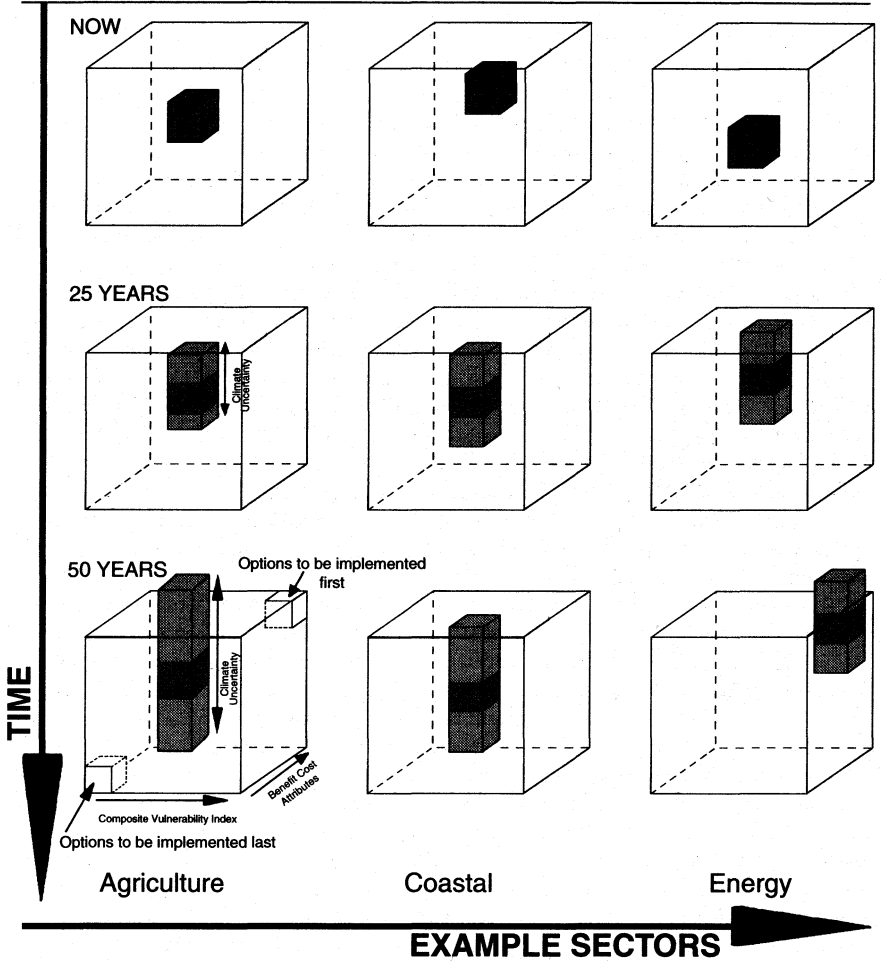 NOW
25 YEARS
Climate
Uncertainty
50 YEARS
Options to be implemented
first
Climate
Uncertainty
Benefit Cost
Attributes
Composite Vulnerability Index
Options to be implemented last
TIME
Agriculture
Coastal
Energy
EXAMPLE SECTORS